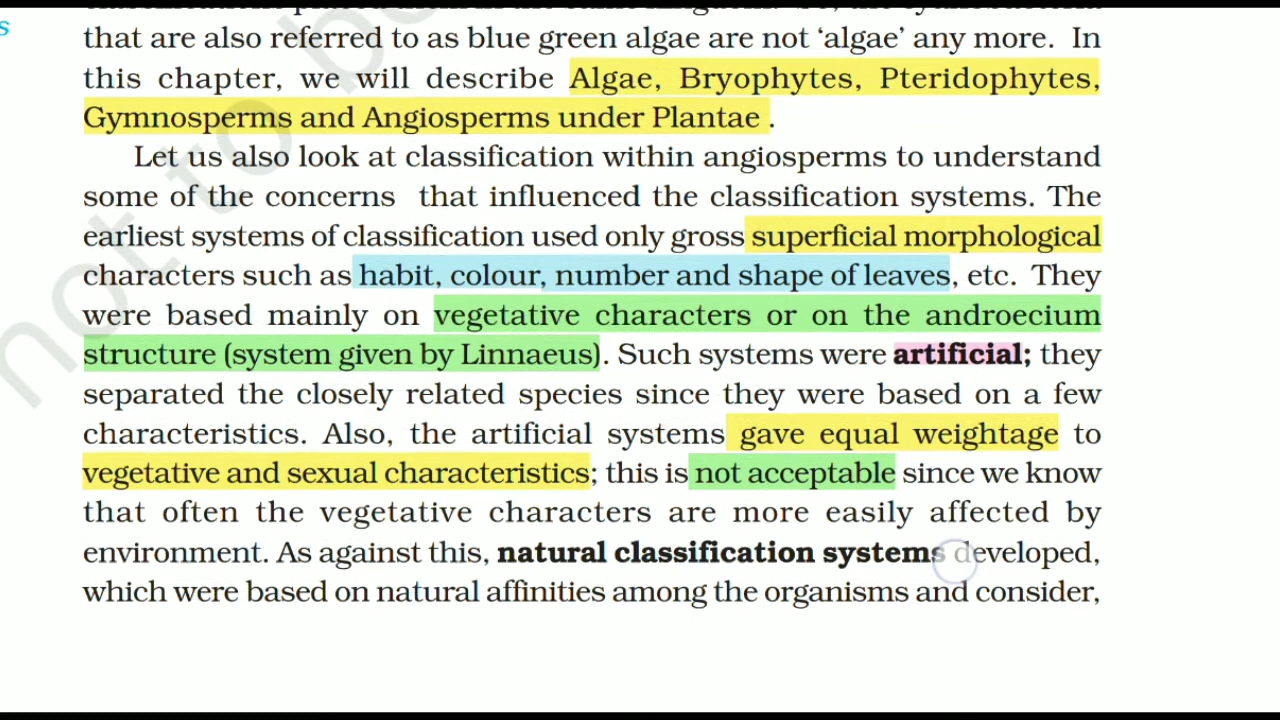 s
that are also referred to as blue green algae are not ‘algae’ any more. In
this chapter, we will describe Algae, Bryophytes, Pteridophytes,
Gymnosperms and Angiosperms under Plantae .
Let us also look at classification within angiosperms to understand
some of the concerns that influenced the classification systems. The
earliest systems of classification used only gross superficial morphological
characters such as habit, colour, number and shape of leaves, etc. They
were based mainly on vegetative characters or on the androecium
structure (system given by Linnaeus). Such systems were artificial; they
separated the closely related species since they were based on a few
characteristics. Also, the artificial systems gave equal weightage to
vegetative and sexual characteristics; this is not acceptable since we know
that often the vegetative characters are more easily affected by
environment. As against this, natural classification systems developed,
which were based on natural affinities among the organisms and consider,
not to b